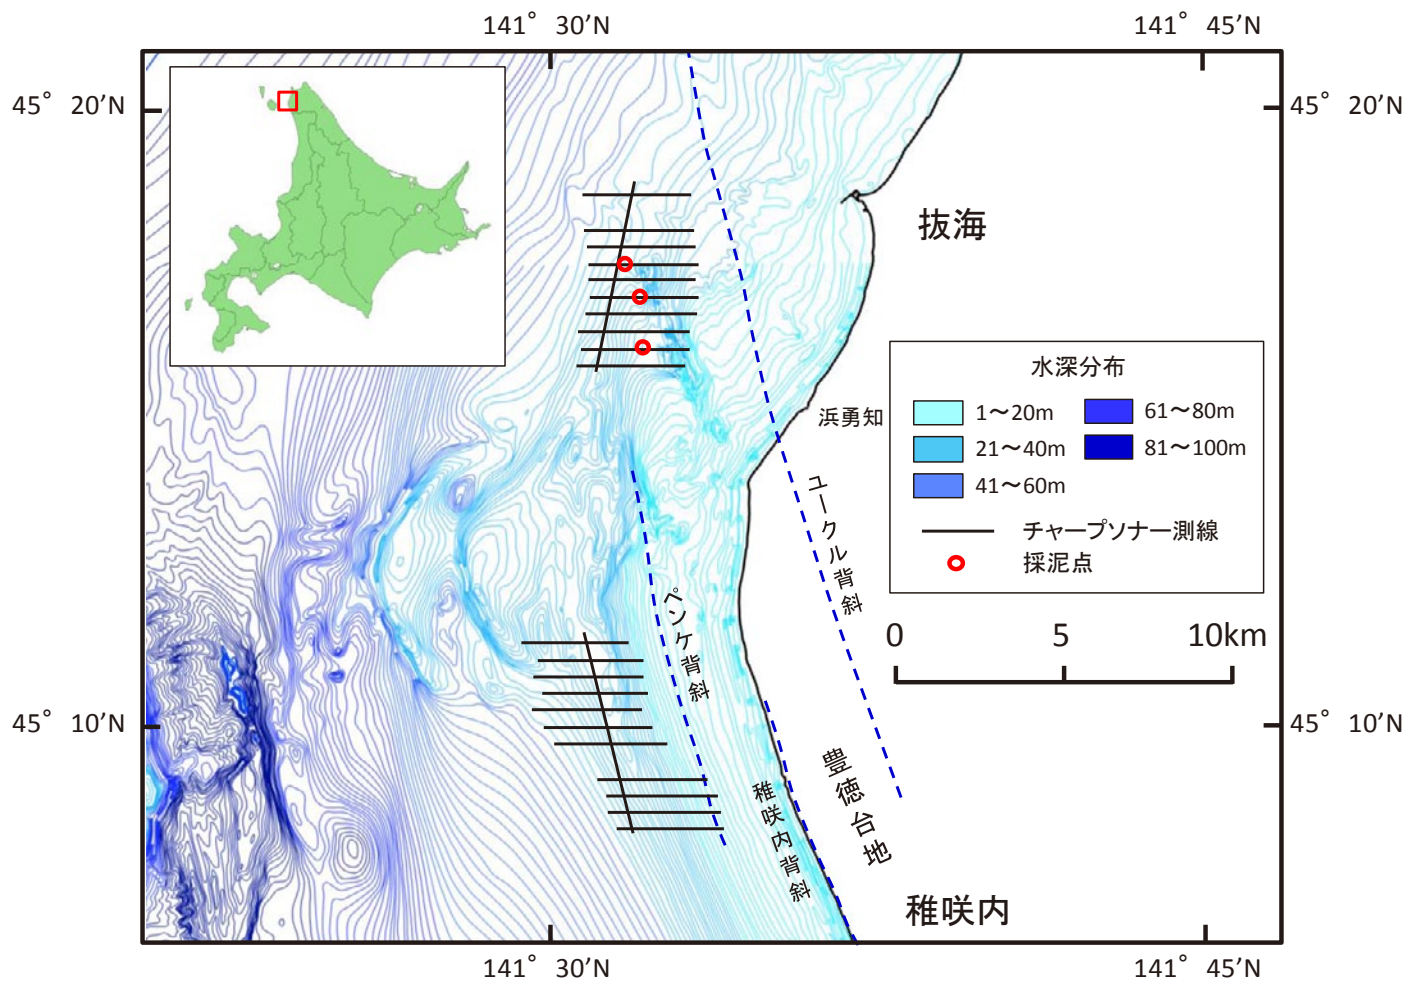 141° 30′N
141° 45′N
45° 20′N
45° 20′N
抜海
水深分布
1～20m
61～80m
21～40m
81～100m
41～60m
チャープソナー測線
採泥点
浜勇知
ユークル背斜
ペンケ背斜
0
5
10km
45° 10′N
45° 10′N
豊徳台地
稚咲内背斜
稚咲内
141° 30′N
141° 45′N